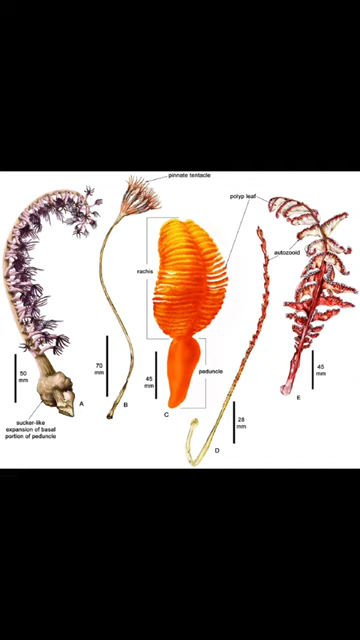 pinnate tentacle
polyp leaf
autozooid
rachis
peduncle
50
mm
70
mm
45
mm
28
mm
45
mm
A
B
C
D
E
sucker-like
expansion of basal
portion of peduncle